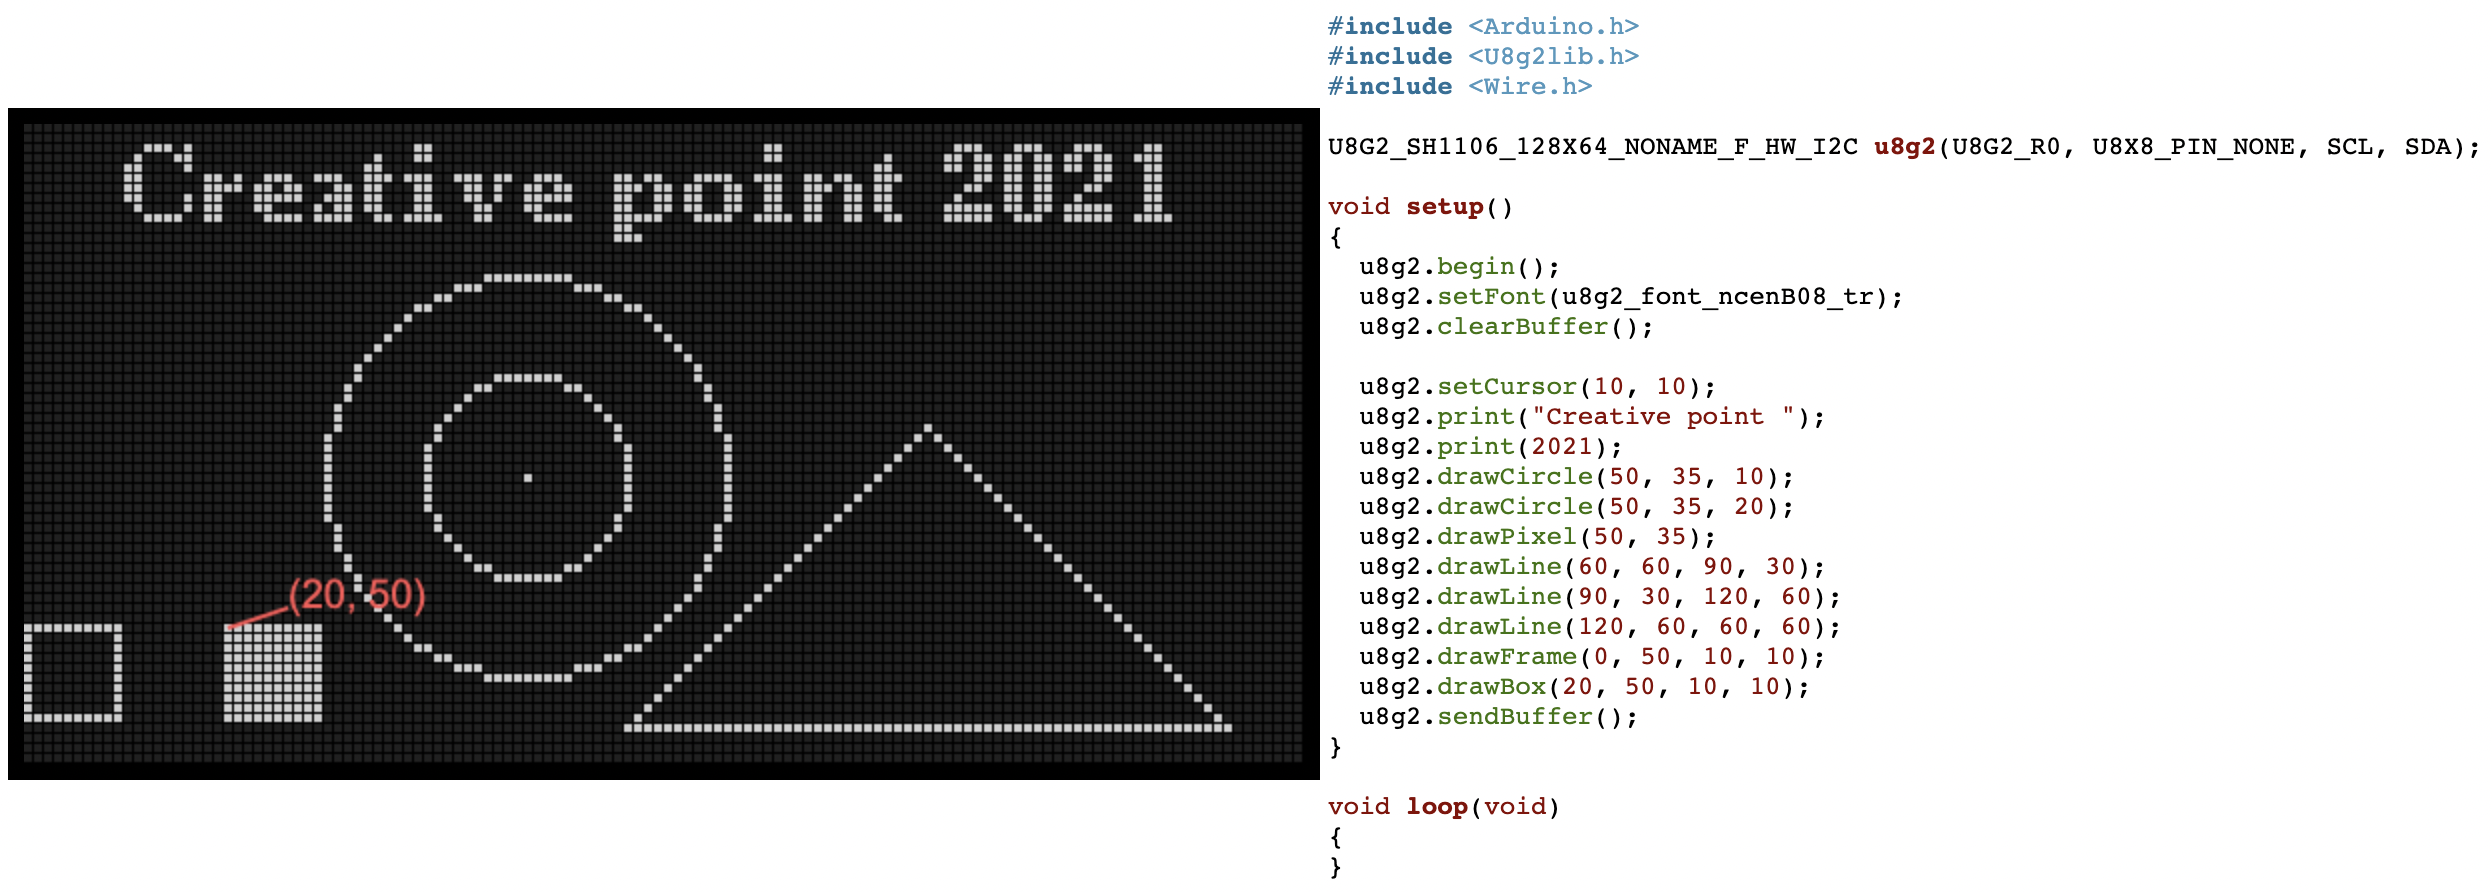 Creative point 2021
(20, 50)
#include <Arduino.h>
#include <U8g2lib.h>
#include <Wire.h>
U8G2_SH1106_128X64_NONAME_F_HW_I2C u8g2(U8G2_R0, U8X8_PIN_NONE, SCL, SDA);
void setup()
{
  u8g2.begin();
  u8g2.setFont(u8g2_font_ncenB08_tr);
  u8g2.clearBuffer();
  u8g2.setCursor(10, 10);
  u8g2.print("Creative point ");
  u8g2.print(2021);
  u8g2.drawCircle(50, 35, 10);
  u8g2.drawCircle(50, 35, 20);
  u8g2.drawPixel(50, 35);
  u8g2.drawLine(60, 60, 90, 30);
  u8g2.drawLine(90, 30, 120, 60);
  u8g2.drawLine(120, 60, 60, 60);
  u8g2.drawFrame(0, 50, 10, 10);
  u8g2.drawBox(20, 50, 10, 10);
  u8g2.sendBuffer();
}
void loop(void)
{
}